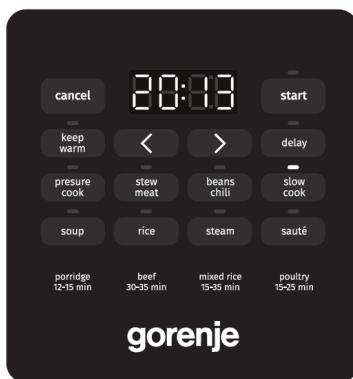 cancel
20:13
start
keep
warm
<
>
delay
presure
cook
stew
meat
beans
chili
slow
cook
soup
rice
steam
sauté
porridge
12-15 min
beef
30-35 min
mixed rice
15-35 min
poultry
15-25 min
gorenje